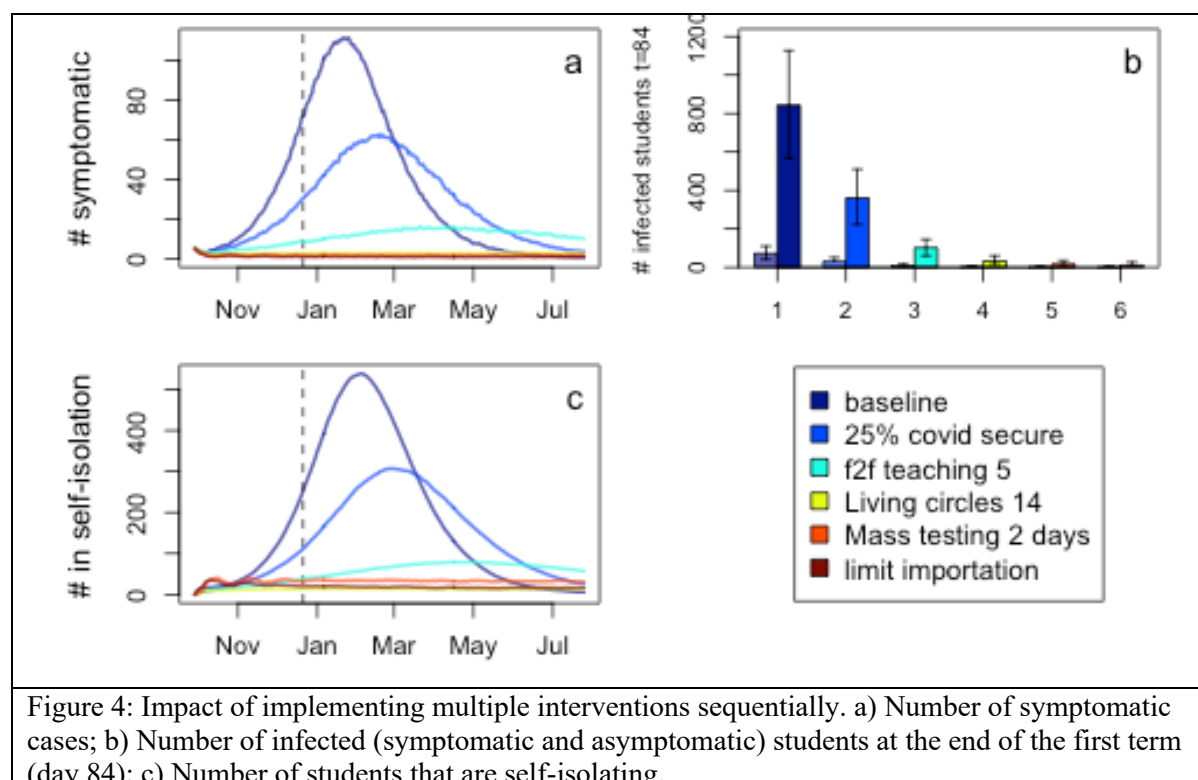 # symptomatic
80
40
0
a
Nov Jan Mar May Jul
# infected students t=84
1200
800
400
0
b
1 2 3 4 5 6
# in self-isolation
400
200
0
c
Nov Jan Mar May Jul
baseline
25% covid secure
f2f teaching 5
Living circles 14
Mass testing 2 days
limit importation
Figure 4: Impact of implementing multiple interventions sequentially. a) Number of symptomatic
cases; b) Number of infected (symptomatic and asymptomatic) students at the end of the first term
(day 84); c) Number of students that are self-isolating.